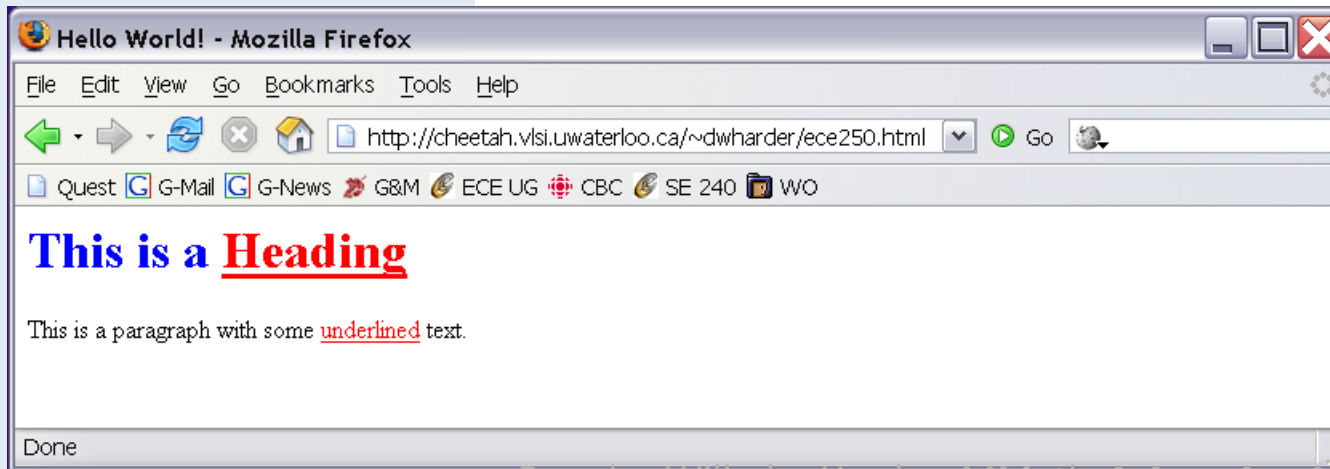 Hello World! - Mozilla Firefox
File Edit View Go Bookmarks Tools Help
http://cheetah.vlsi.uwaterloo.ca/~dwharder/ece250.html Go
Quest G G-Mail G G-News G&M ECE UG CBC SE 240 WO
This is a Heading
This is a paragraph with some underlined text.
Done